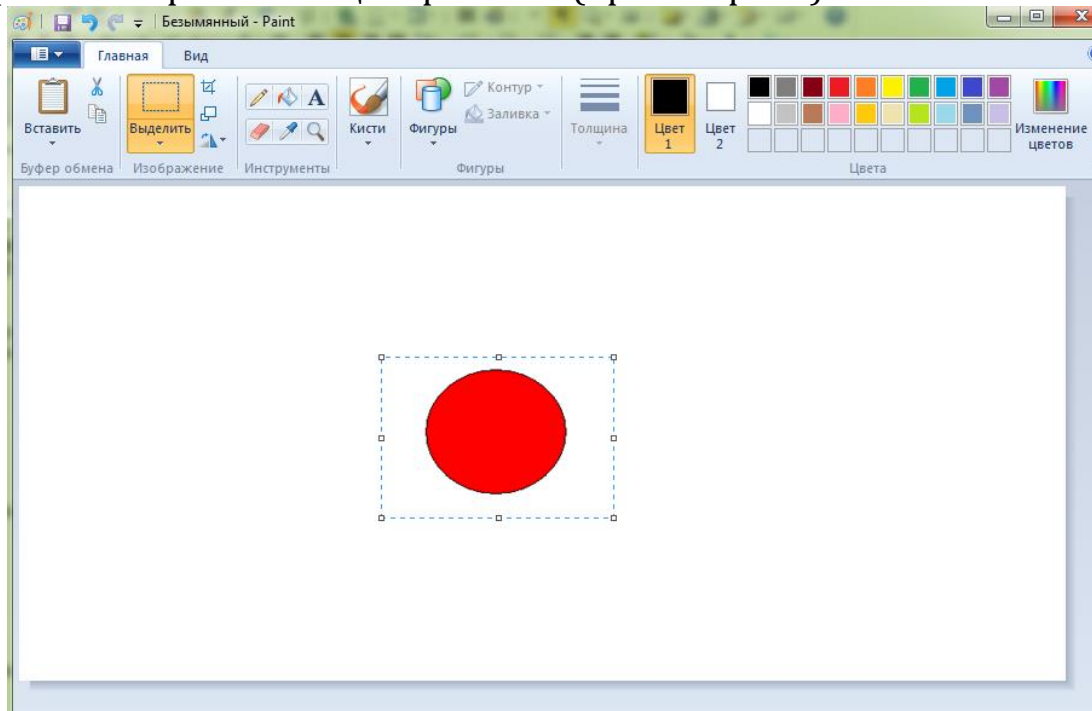 Безымянный - Paint
Главная Вид
Вставить
Выделить
Кисти
Фигуры
Контур
Заливка
Толщина
Цвет 1
Цвет 2
Изменение цветов
Буфер обмена Изображение Инструменты Фигуры Цвета